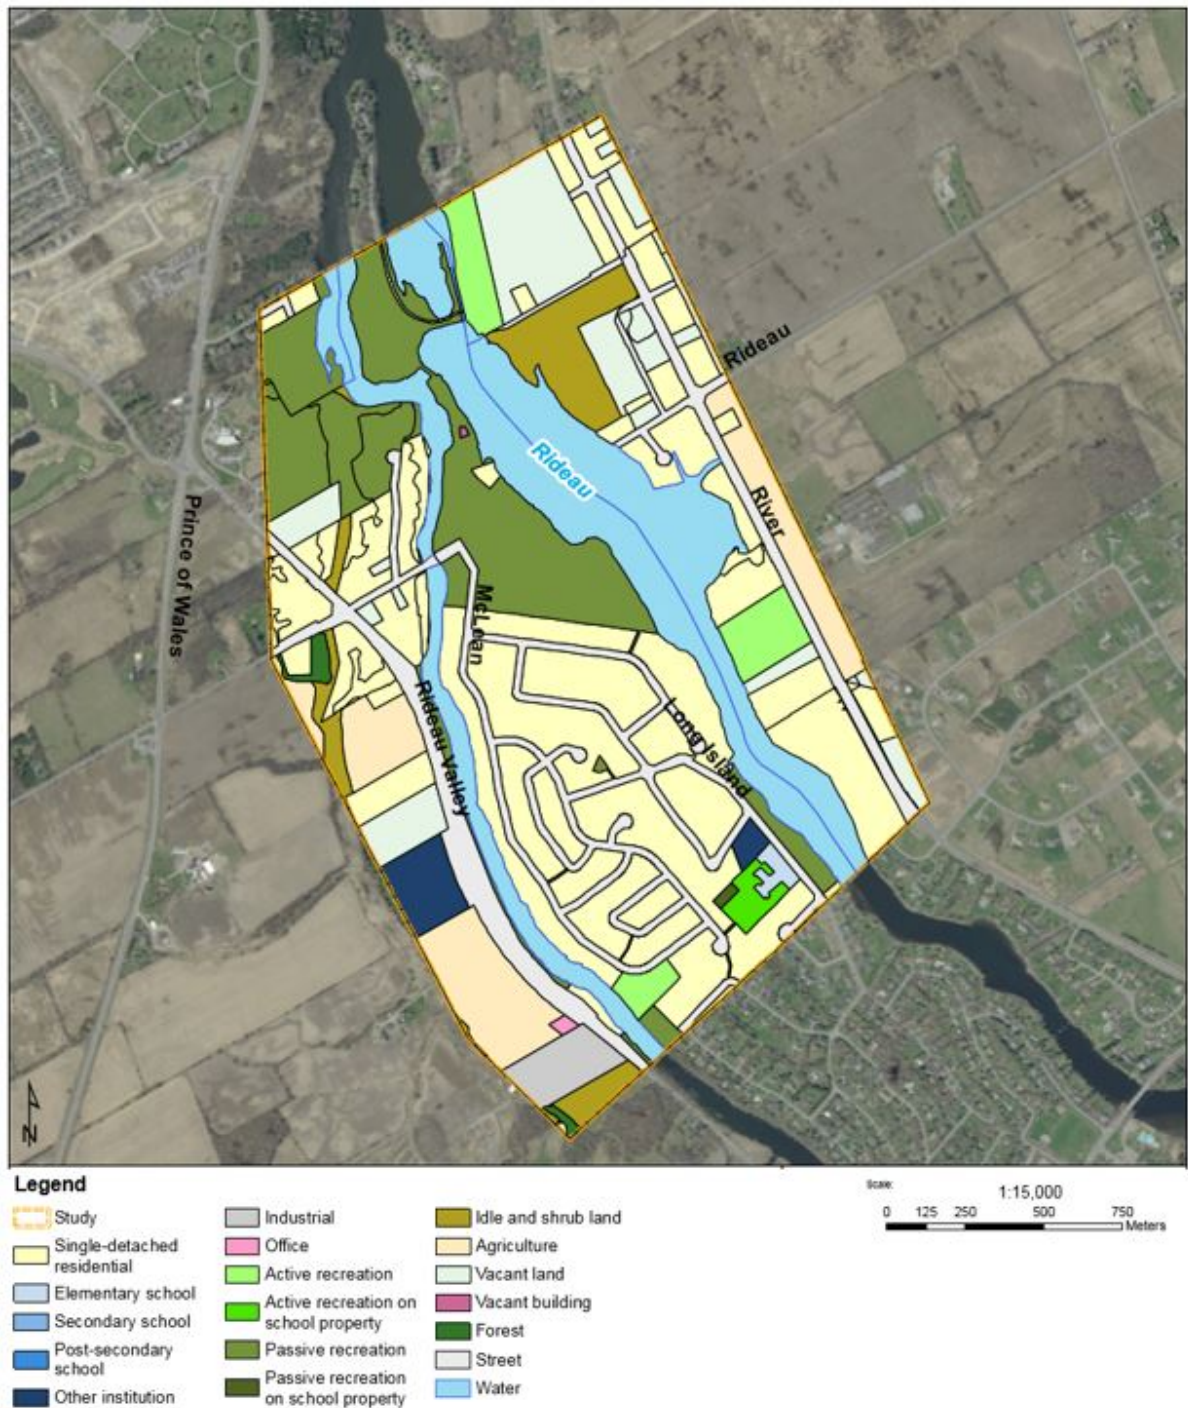 Rideau
Rideau
River
Prince of Wales
McLean
Rideau Valley
Long Island
N
Legend
Study
Single-detached
residential
Elementary school
Secondary school
Post-secondary
school
Other institution
Industrial
Office
Active recreation
Active recreation on
school property
Passive recreation
Passive recreation
on school property
Idle and shrub land
Agriculture
Vacant land
Vacant building
Forest
Street
Water
Scale:
1:15,000
0 125 250 500 750
Meters